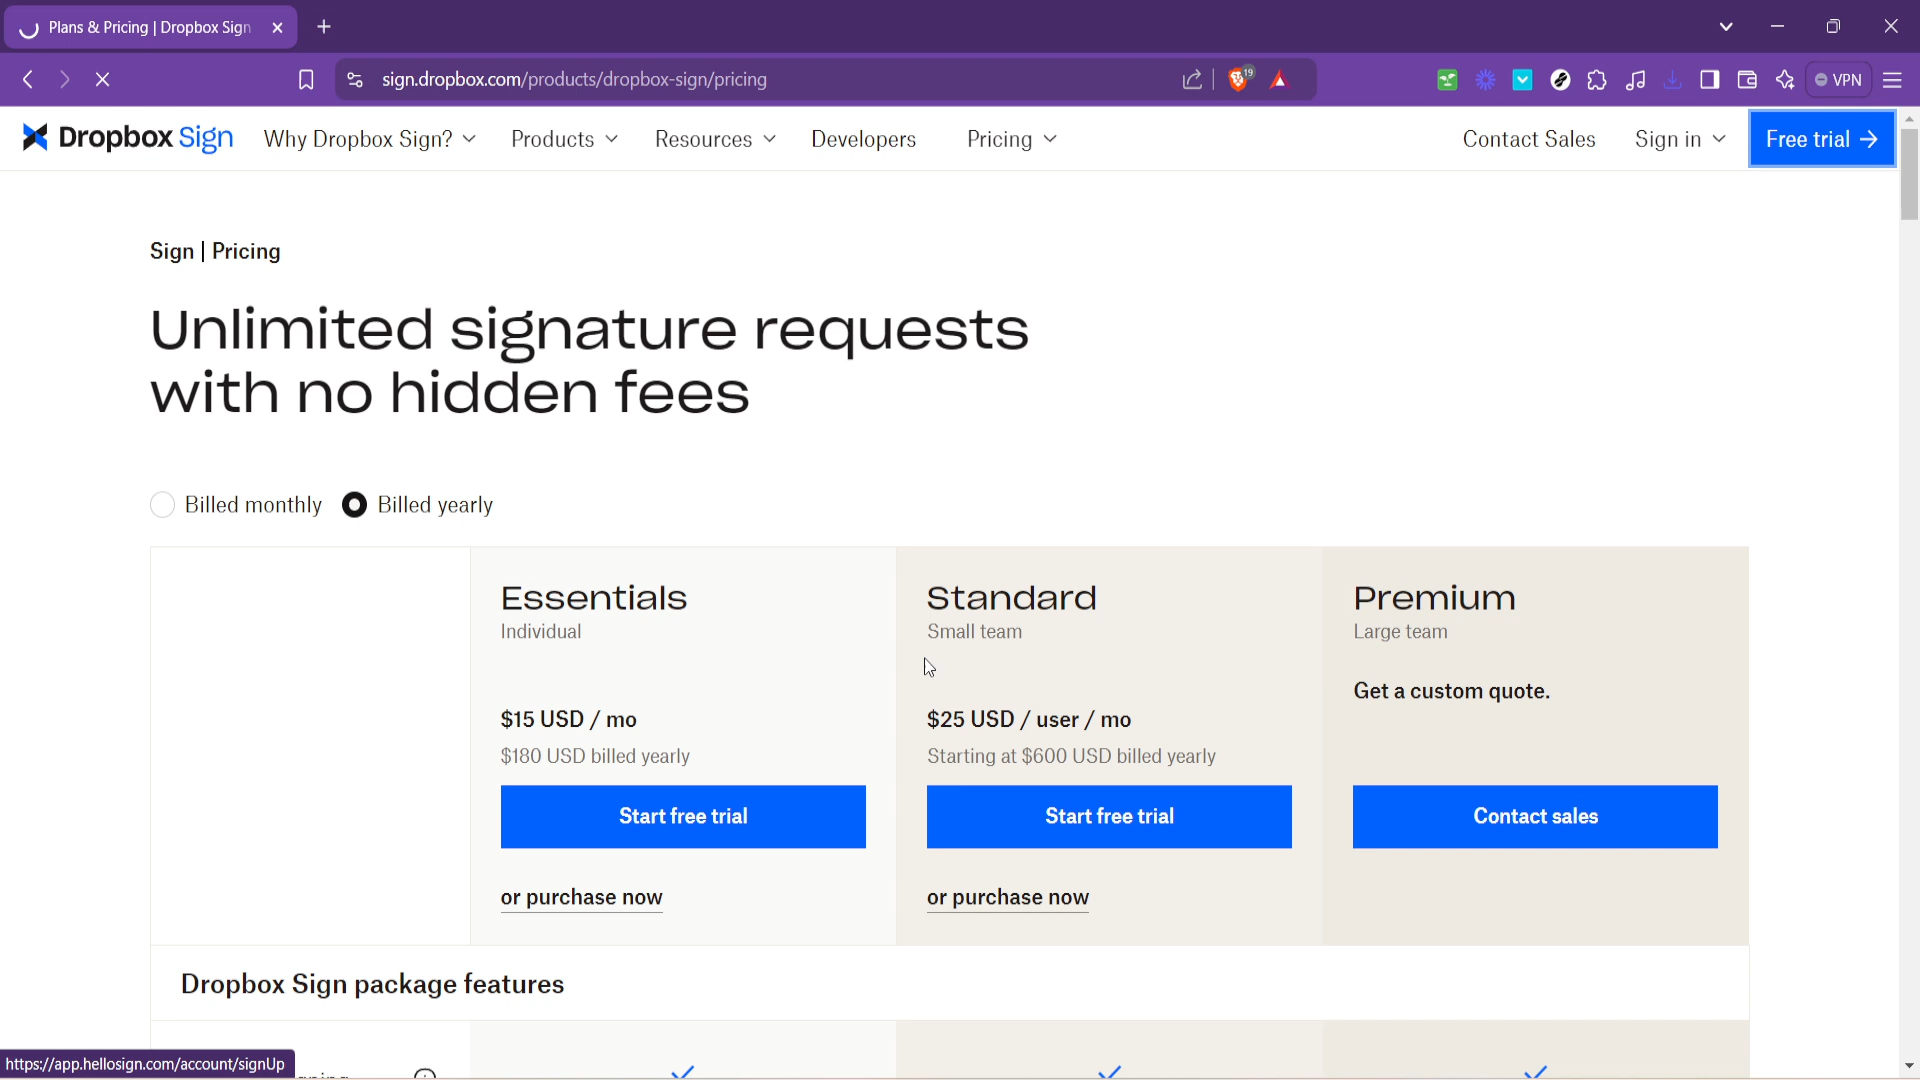 Plans & Pricing | Dropbox Sign
sign.dropbox.com/products/dropbox-sign/pricing
19
VPN
Dropbox Sign
Why Dropbox Sign?
Products
Resources
Developers
Pricing
Contact Sales
Sign in
Free trial →
Sign | Pricing
Unlimited signature requests
with no hidden fees
Billed monthly
Billed yearly
Essentials
Individual
$15 USD / mo
$180 USD billed yearly
Start free trial
or purchase now
Standard
Small team
$25 USD / user / mo
Starting at $600 USD billed yearly
Start free trial
or purchase now
Premium
Large team
Get a custom quote.
Contact sales
Dropbox Sign package features
https://app.hellosign.com/account/signUp